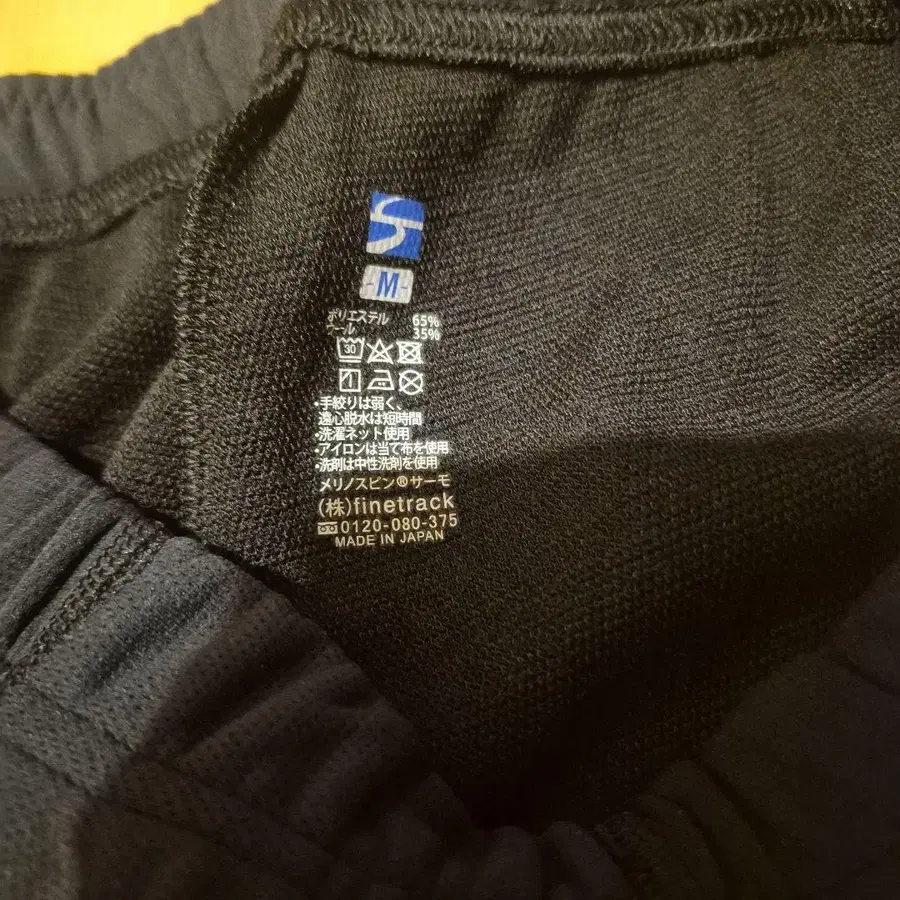 M
ポリエステル 65%
ウール 35%
30
・手絞りは弱く、
遠心脱水は短時間
・洗濯ネット使用
・アイロンは当て布を使用
・洗剤は中性洗剤を使用
メリノスピン®サーモ
(株)finetrack
0120-080-375
MADE IN JAPAN